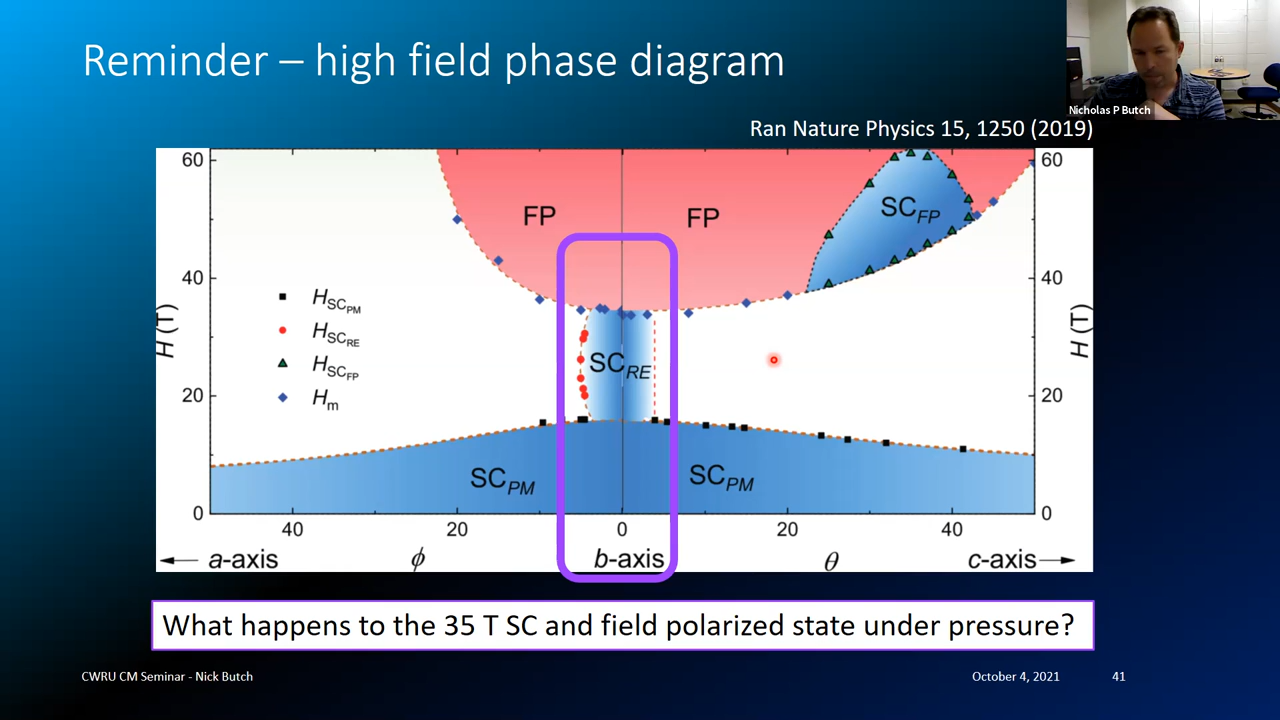 Reminder – high field phase diagram
Nicholas P Butch
Ran Nature Physics 15, 1250 (2019)
60
60
FP
FP
SC_FP
40
40
H_SC_PM
H_SC_RE
H_SC_FP
H_m
H (T)
H (T)
SC_RE
20
20
SC_PM
SC_PM
0
0
40
20
0
20
40
← a-axis
ϕ
b-axis
θ
c-axis →
What happens to the 35 T SC and field polarized state under pressure?
CWRU CM Seminar - Nick Butch
October 4, 2021
41